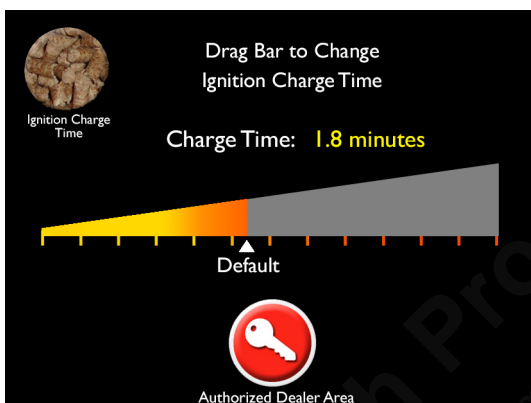 Drag Bar to Change
Ignition Charge Time
Ignition Charge
Time
Charge Time: 1.8 minutes
Default
Authorized Dealer Area